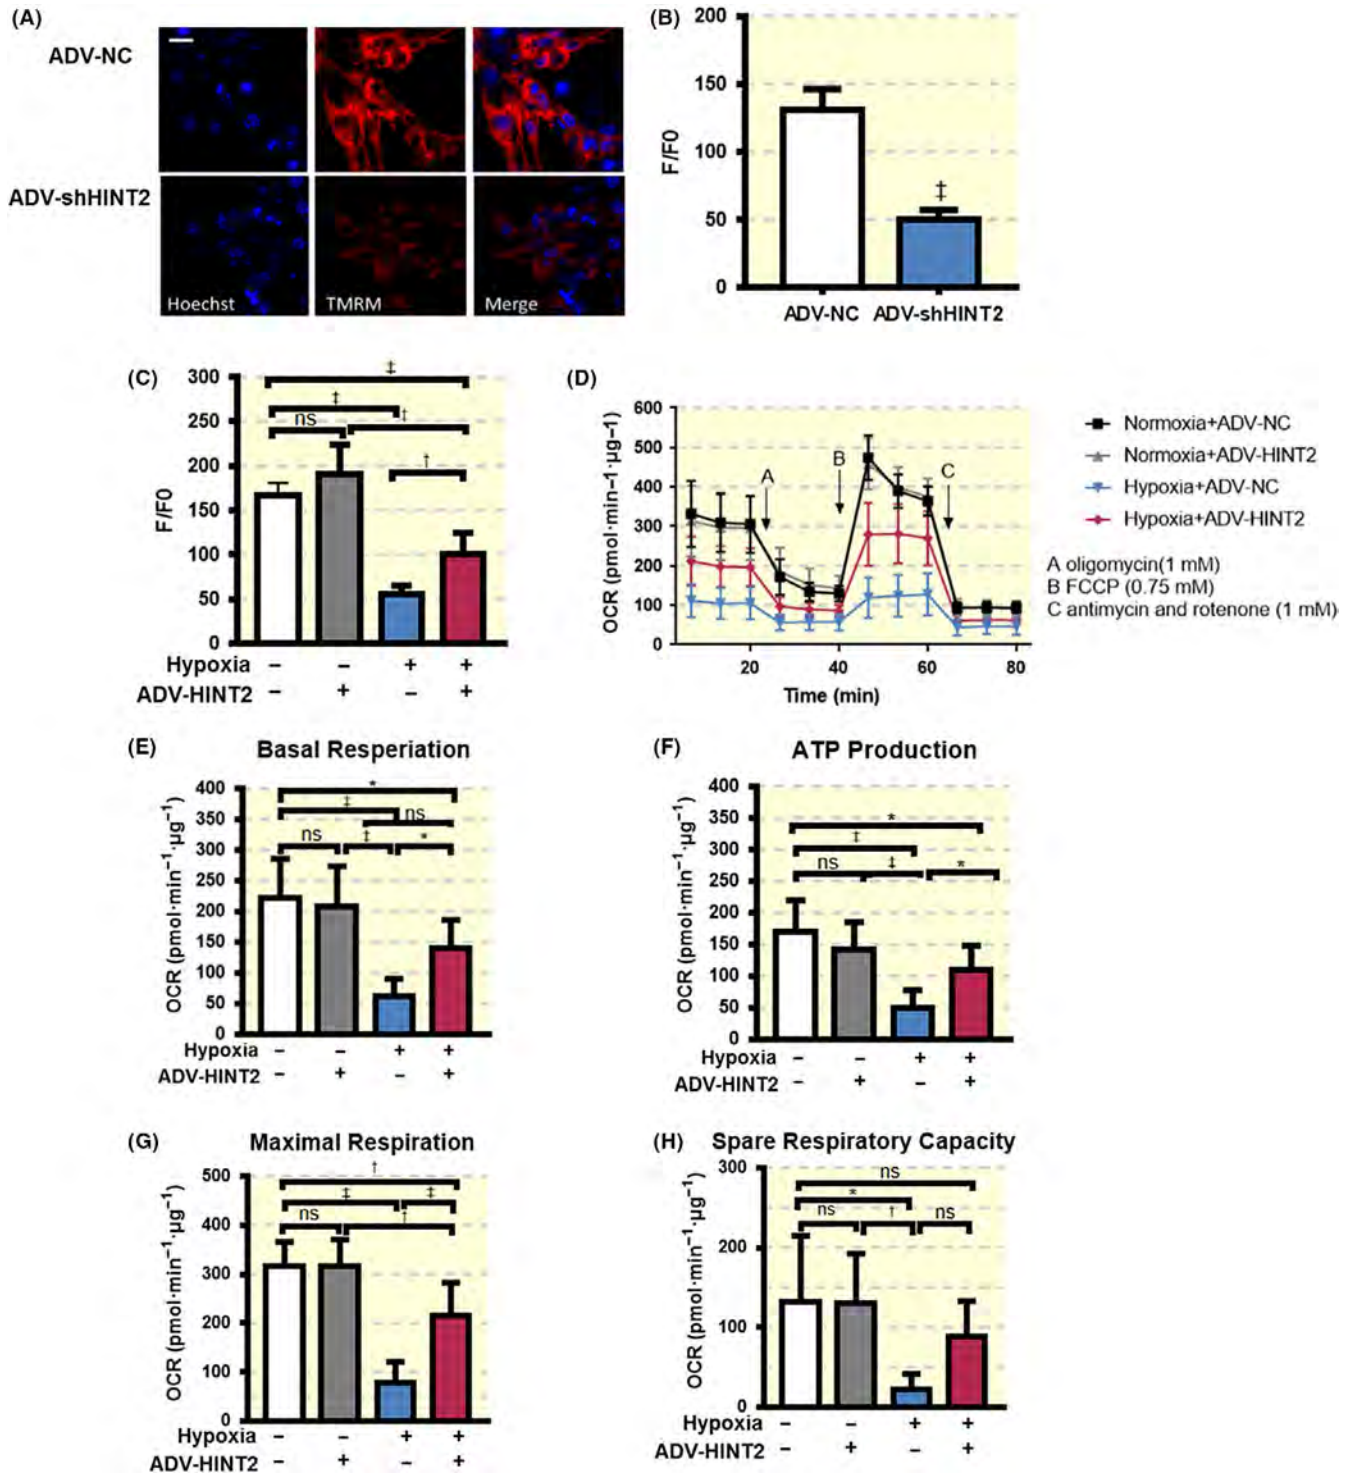 (A)
ADV-NC
ADV-shHINT2
Hoechst
TMRM
Merge
(B)
200
150
100
50
0
F/F0
‡
ADV-NC ADV-shHINT2
(C)
300
250
200
150
100
50
0
F/F0
‡
‡
†
ns
†
Hypoxia – – + +
ADV-HINT2 – + – +
(D)
600
500
400
300
200
100
0
OCR (pmol·min–1·µg–1)
A
B
C
20 40 60 80
Time (min)
Normoxia+ADV-NC
Normoxia+ADV-HINT2
Hypoxia+ADV-NC
Hypoxia+ADV-HINT2
A oligomycin(1 mM)
B FCCP (0.75 mM)
C antimycin and rotenone (1 mM)
(E) Basal Resperiation
400
350
300
250
200
150
100
50
0
OCR (pmol·min⁻¹·µg⁻¹)
*
‡
ns
ns ‡ *
Hypoxia – – + +
ADV-HINT2 – + – +
(F) ATP Production
400
350
300
250
200
150
100
50
0
OCR (pmol·min⁻¹·µg⁻¹)
*
‡
ns ‡ *
Hypoxia – – + +
ADV-HINT2 – + – +
(G) Maximal Respiration
500
400
300
200
100
0
OCR (pmol·min⁻¹·µg⁻¹)
†
‡ ‡
ns †
Hypoxia – – + +
ADV-HINT2 – + – +
(H) Spare Respiratory Capacity
300
200
100
0
OCR (pmol·min⁻¹·µg⁻¹)
ns
*
ns † ns
Hypoxia – – + +
ADV-HINT2 – + – +